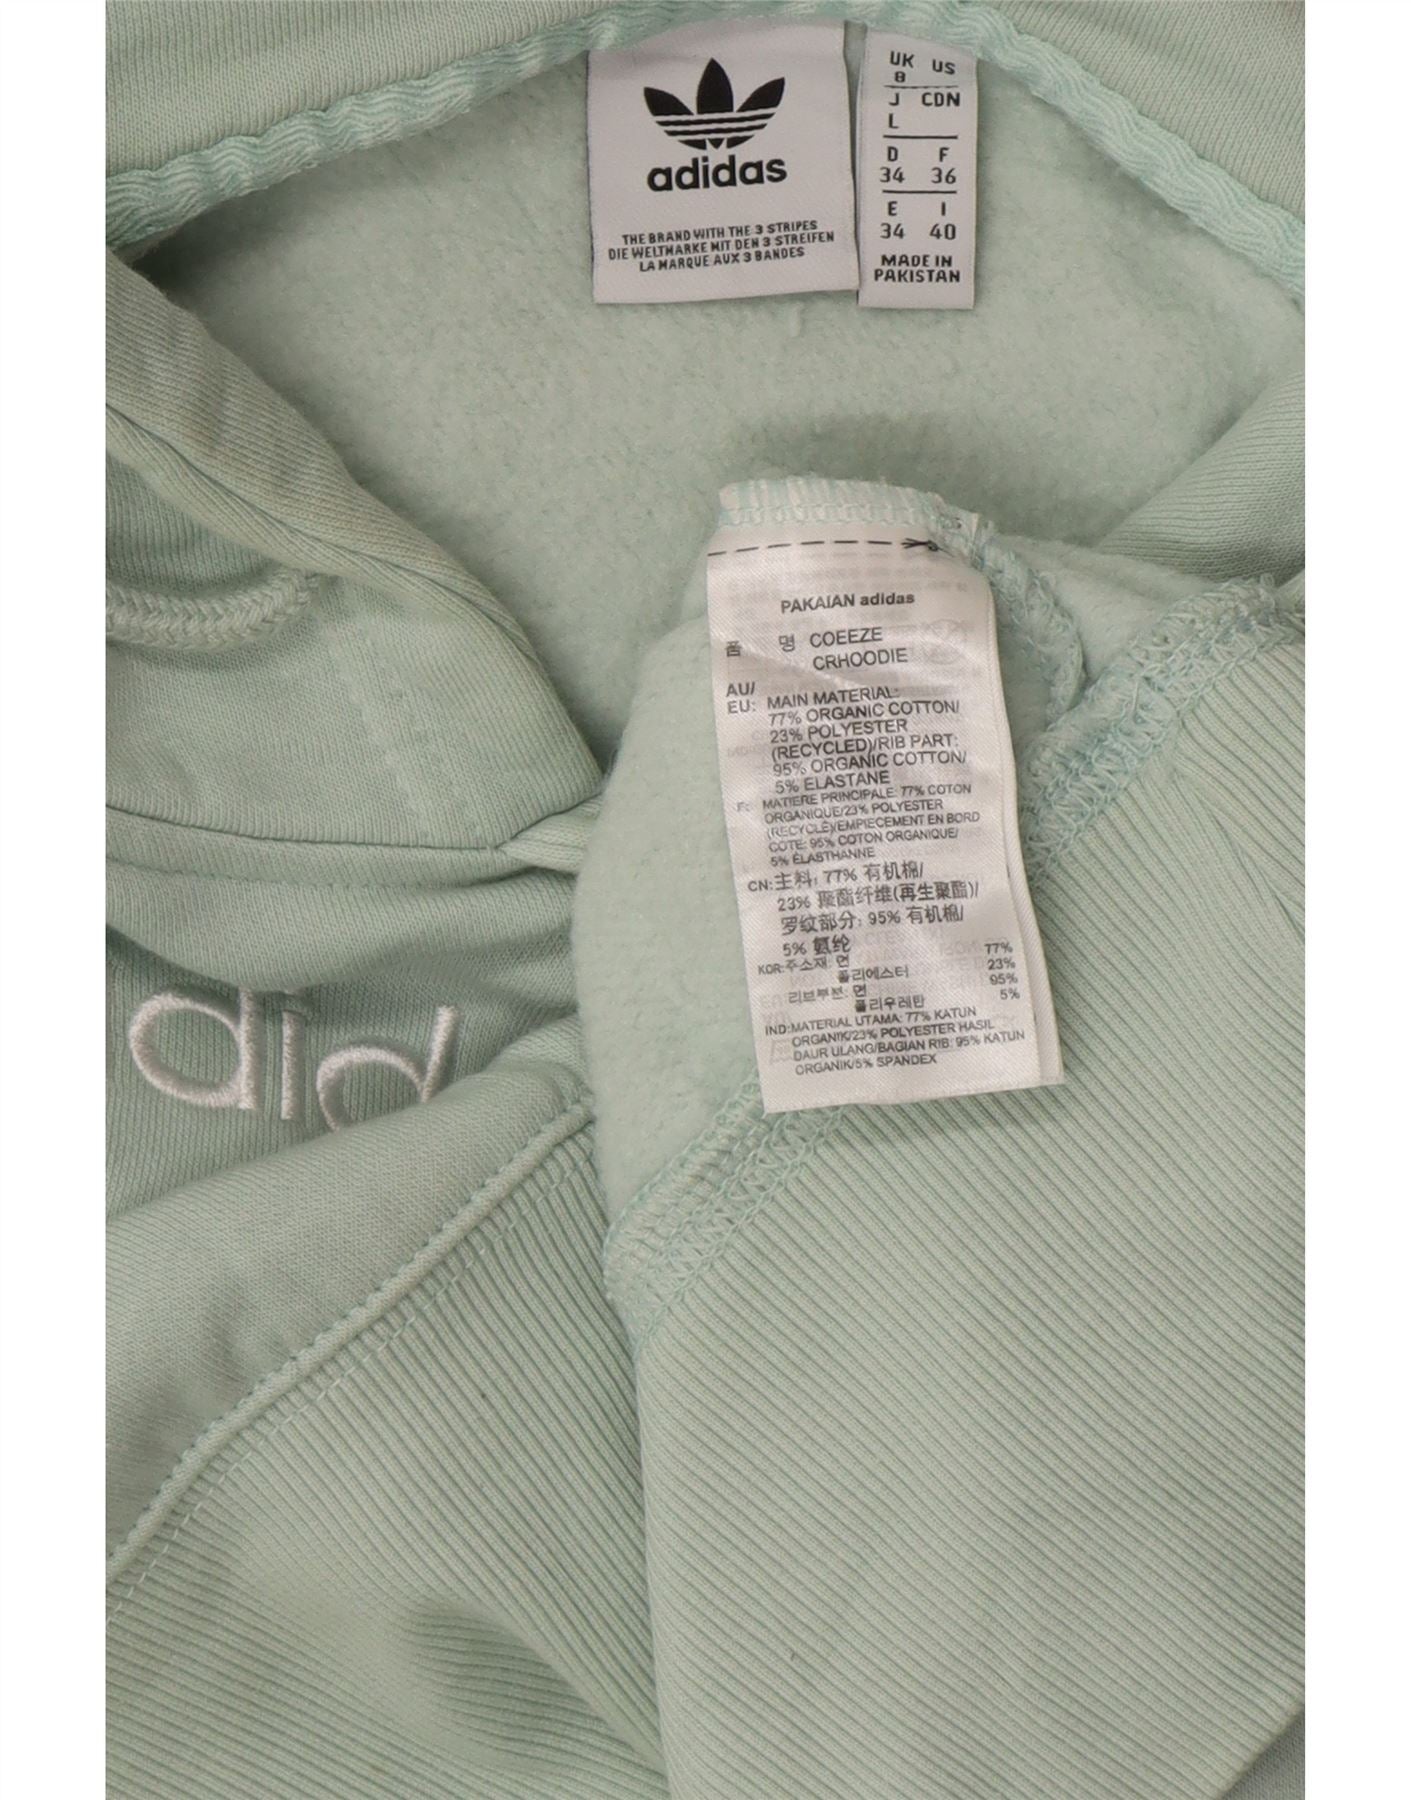 adidas
THE BRAND WITH THE 3 STRIPES
DIE WELTMARKE MIT DEN 3 STREIFEN
LA MARQUE AUX 3 BANDES
UK US
8
J CDN
L
D F
34 36
E I
34 40
MADE IN
PAKISTAN
PAKAIAN adidas
품 명 COEEZE
CRHOODIE
AU/
EU: MAIN MATERIAL:
77% ORGANIC COTTON/
23% POLYESTER
(RECYCLED)/RIB PART:
95% ORGANIC COTTON/
5% ELASTANE
F: MATIERE PRINCIPALE: 77% COTON
ORGANIQUE/23% POLYESTER
(RECYCLÉ)/EMPIECEMENT EN BORD
COTE: 95% COTON ORGANIQUE/
5% ÉLASTHANNE
CN: 主料: 77% 有机棉/
23% 聚酯纤维(再生聚酯)/
罗纹部分: 95% 有机棉/
5% 氨纶
KOR: 주소재: 면 77%
폴리에스터 23%
리브부분: 면 95%
폴리우레탄 5%
IND: MATERIAL UTAMA: 77% KATUN
ORGANIK/23% POLYESTER HASIL
DAUR ULANG/BAGIAN RIB: 95% KATUN
ORGANIK/5% SPANDEX
did